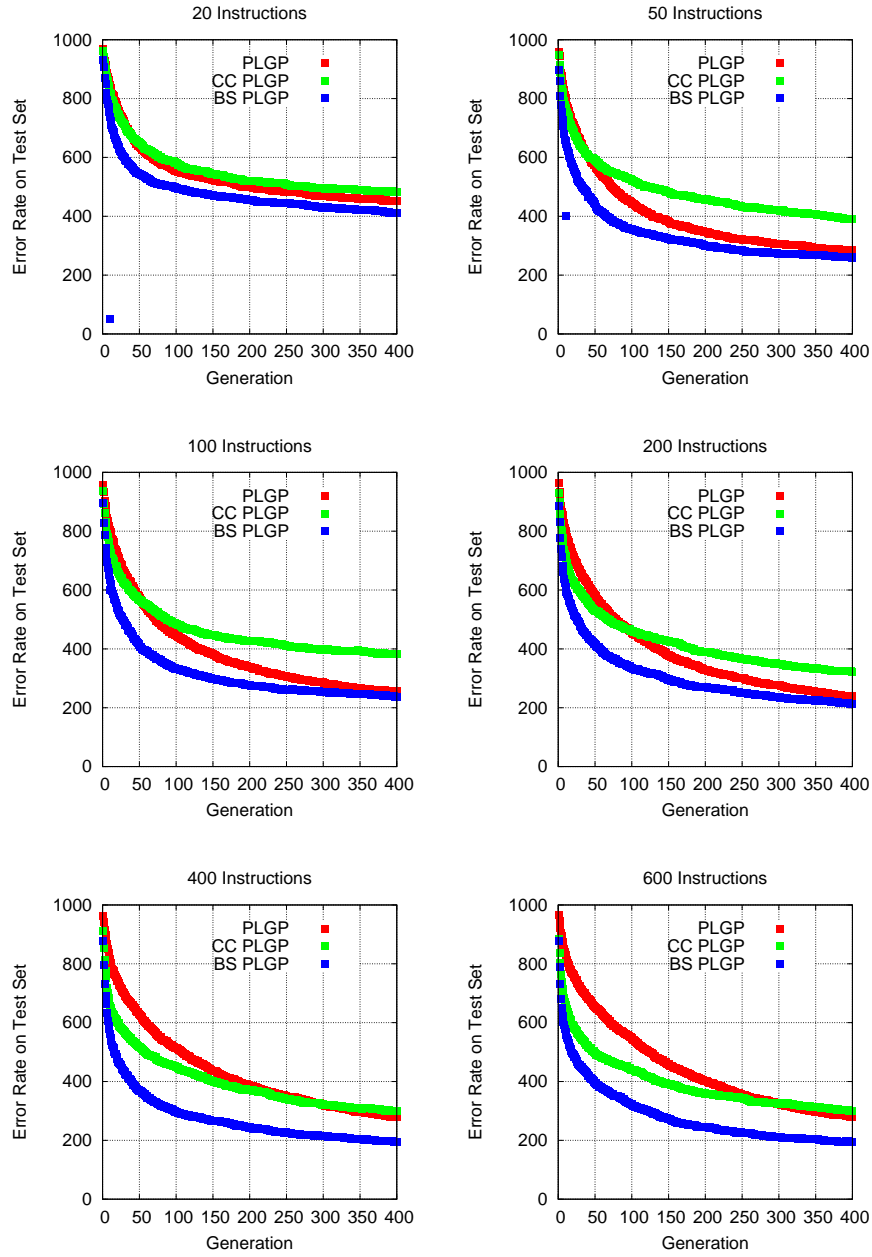 20 Instructions
Error Rate on Test Set
1000
800
600
400
200
0
PLGP
CC PLGP
BS PLGP
0 50 100 150 200 250 300 350 400
Generation
50 Instructions
Error Rate on Test Set
1000
800
600
400
200
0
PLGP
CC PLGP
BS PLGP
0 50 100 150 200 250 300 350 400
Generation
100 Instructions
Error Rate on Test Set
1000
800
600
400
200
0
PLGP
CC PLGP
BS PLGP
0 50 100 150 200 250 300 350 400
Generation
200 Instructions
Error Rate on Test Set
1000
800
600
400
200
0
PLGP
CC PLGP
BS PLGP
0 50 100 150 200 250 300 350 400
Generation
400 Instructions
Error Rate on Test Set
1000
800
600
400
200
0
PLGP
CC PLGP
BS PLGP
0 50 100 150 200 250 300 350 400
Generation
600 Instructions
Error Rate on Test Set
1000
800
600
400
200
0
PLGP
CC PLGP
BS PLGP
0 50 100 150 200 250 300 350 400
Generation